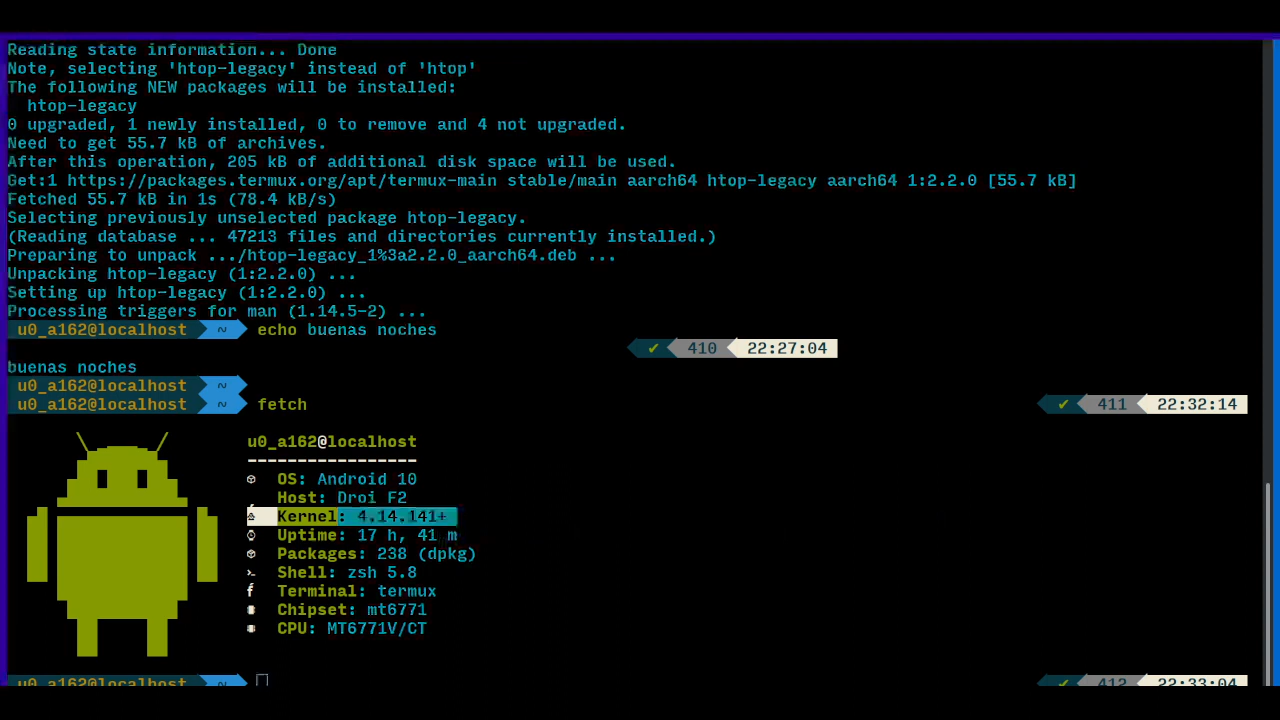 Reading state information... Done
Note, selecting 'htop-legacy' instead of 'htop'
The following NEW packages will be installed:
  htop-legacy
0 upgraded, 1 newly installed, 0 to remove and 4 not upgraded.
Need to get 55.7 kB of archives.
After this operation, 205 kB of additional disk space will be used.
Get:1 https://packages.termux.org/apt/termux-main stable/main aarch64 htop-legacy aarch64 1:2.2.0 [55.7 kB]
Fetched 55.7 kB in 1s (78.4 kB/s)
Selecting previously unselected package htop-legacy.
(Reading database ... 47213 files and directories currently installed.)
Preparing to unpack .../htop-legacy_1%3a2.2.0_aarch64.deb ...
Unpacking htop-legacy (1:2.2.0) ...
Setting up htop-legacy (1:2.2.0) ...
Processing triggers for man (1.14.5-2) ...
u0_a162@localhost ~ echo buenas noches
✔ 410 22:27:04
buenas noches
u0_a162@localhost ~
u0_a162@localhost ~ fetch ✔ 411 22:32:14
u0_a162@localhost
-----------------
OS: Android 10
Host: Droi F2
Kernel: 4.14.141+
Uptime: 17 h, 41 m
Packages: 238 (dpkg)
Shell: zsh 5.8
Terminal: termux
Chipset: mt6771
CPU: MT6771V/CT
u0_a162@localhost ~ ✔ 412 22:33:04